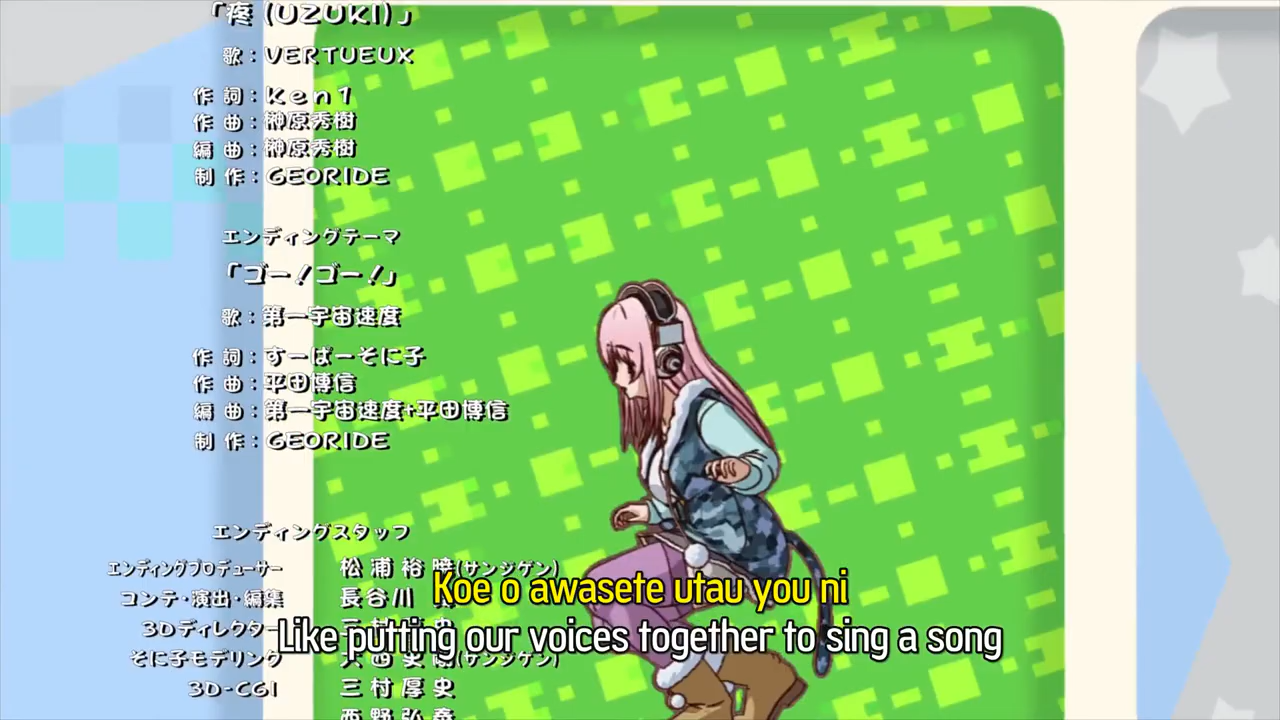 「疼(UZUKI)」
歌:VERTUEUX
作 詞:Ken1
作 曲:榊原秀樹
編 曲:榊原秀樹
制 作:GEORIDE
エンディングテーマ
「ゴー!ゴー!」
歌:第一宇宙速度
作 詞:すーぱーそに子
作 曲:平田博信
編 曲:第一宇宙速度+平田博信
制 作:GEORIDE
エンディングスタッフ
エンディングプロデューサー 松浦裕暁(サンジゲン)
コンテ・演出・編集 長谷川
3Dディレクター
そに子モデリング (サンジゲン)
3D-CGI 三村厚史
西野弘泰
Koe o awasete utau you ni
Like putting our voices together to sing a song